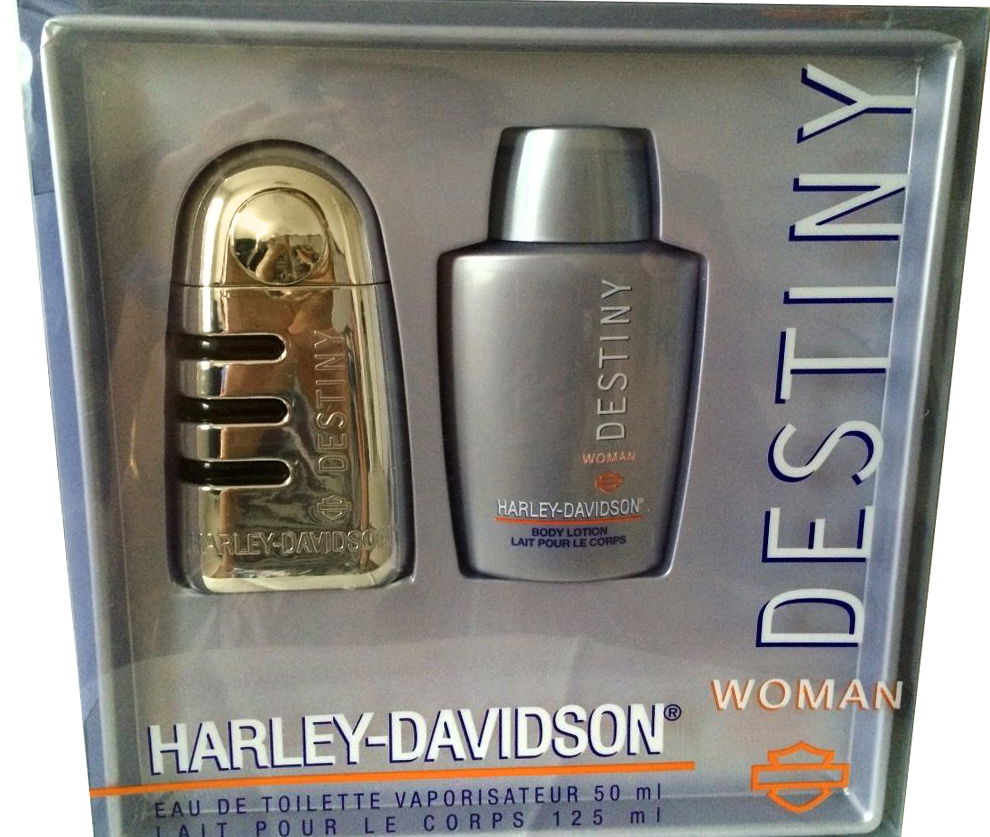 DESTINY
HARLEY-DAVIDSON
DESTINY
WOMAN
HARLEY-DAVIDSON®
BODY LOTION
LAIT POUR LE CORPS
DESTINY
WOMAN
HARLEY-DAVIDSON®
EAU DE TOILETTE VAPORISATEUR 50 ml
LAIT POUR LE CORPS 125 ml